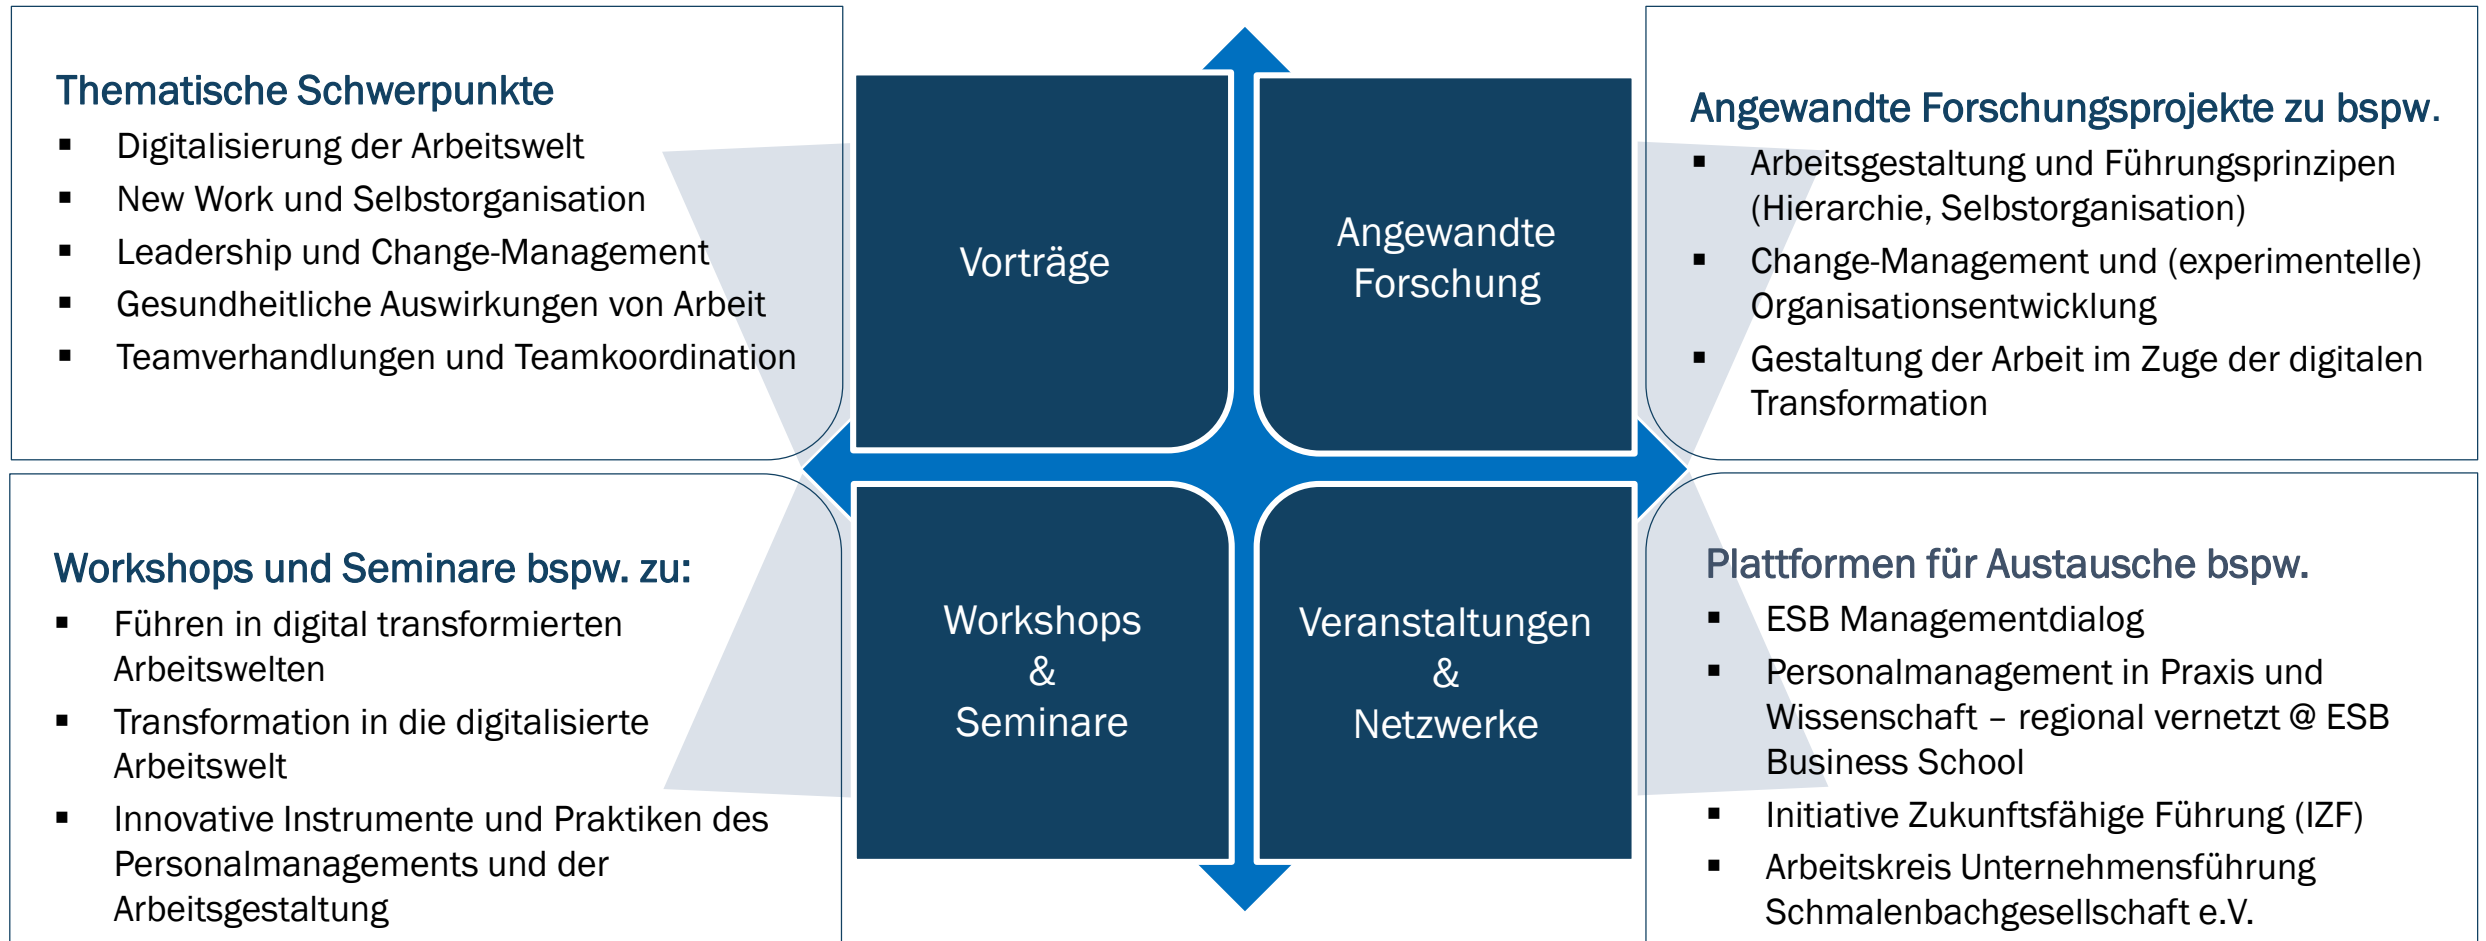 Thematische Schwerpunkte
▪ Digitalisierung der Arbeitswelt
▪ New Work und Selbstorganisation
▪ Leadership und Change-Management
▪ Gesundheitliche Auswirkungen von Arbeit
▪ Teamverhandlungen und Teamkoordination
Vorträge
Angewandte
Forschung
Angewandte Forschungsprojekte zu bspw.
▪ Arbeitsgestaltung und Führungsprinzipen
(Hierarchie, Selbstorganisation)
▪ Change-Management und (experimentelle)
Organisationsentwicklung
▪ Gestaltung der Arbeit im Zuge der digitalen
Transformation
Workshops und Seminare bspw. zu:
▪ Führen in digital transformierten
Arbeitswelten
▪ Transformation in die digitalisierte
Arbeitswelt
▪ Innovative Instrumente und Praktiken des
Personalmanagements und der
Arbeitsgestaltung
Workshops
&
Seminare
Veranstaltungen
&
Netzwerke
Plattformen für Austausche bspw.
▪ ESB Managementdialog
▪ Personalmanagement in Praxis und
Wissenschaft – regional vernetzt @ ESB
Business School
▪ Initiative Zukunftsfähige Führung (IZF)
▪ Arbeitskreis Unternehmensführung
Schmalenbachgesellschaft e.V.